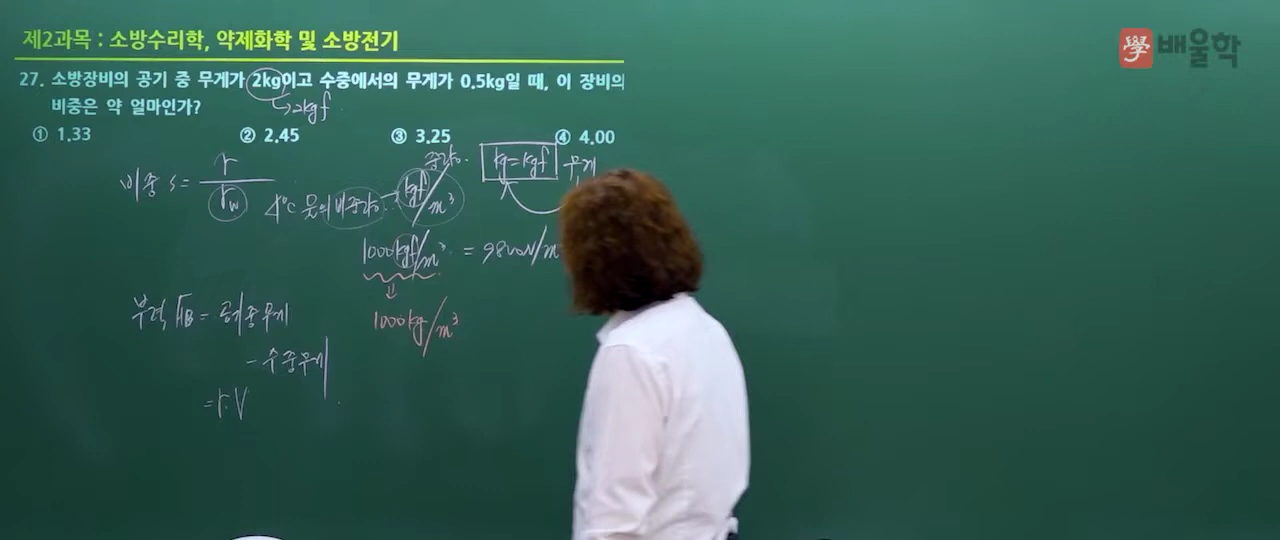 제2과목 : 소방수리학, 약제화학 및 소방전기
學 배울학
27. 소방장비의 공기 중 무게가 2kg이고 수중에서의 무게가 0.5kg일 때, 이 장비의
비중은 약 얼마인가?
→2kgf
① 1.33 ② 2.45 ③ 3.25 ④ 4.00
중량.
kg=kgf 무게
비중 S = r / rw
4°C 물의 비중량 → kgf/m³
1000kgf/m³ = 9800N/m
⇓
1000kg/m³
부력 FB = 공기중무게
- 수중무게
= r.V